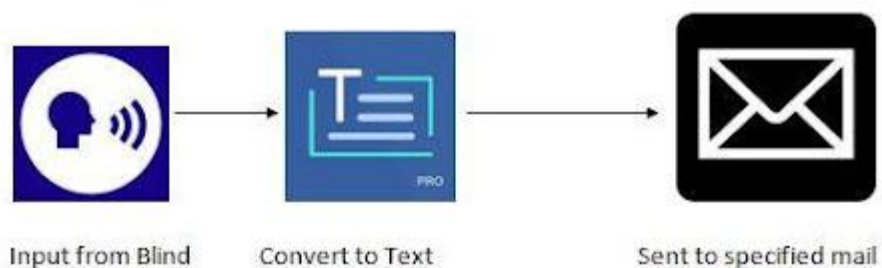 T
PRO
Input from Blind
Convert to Text
Sent to specified mail